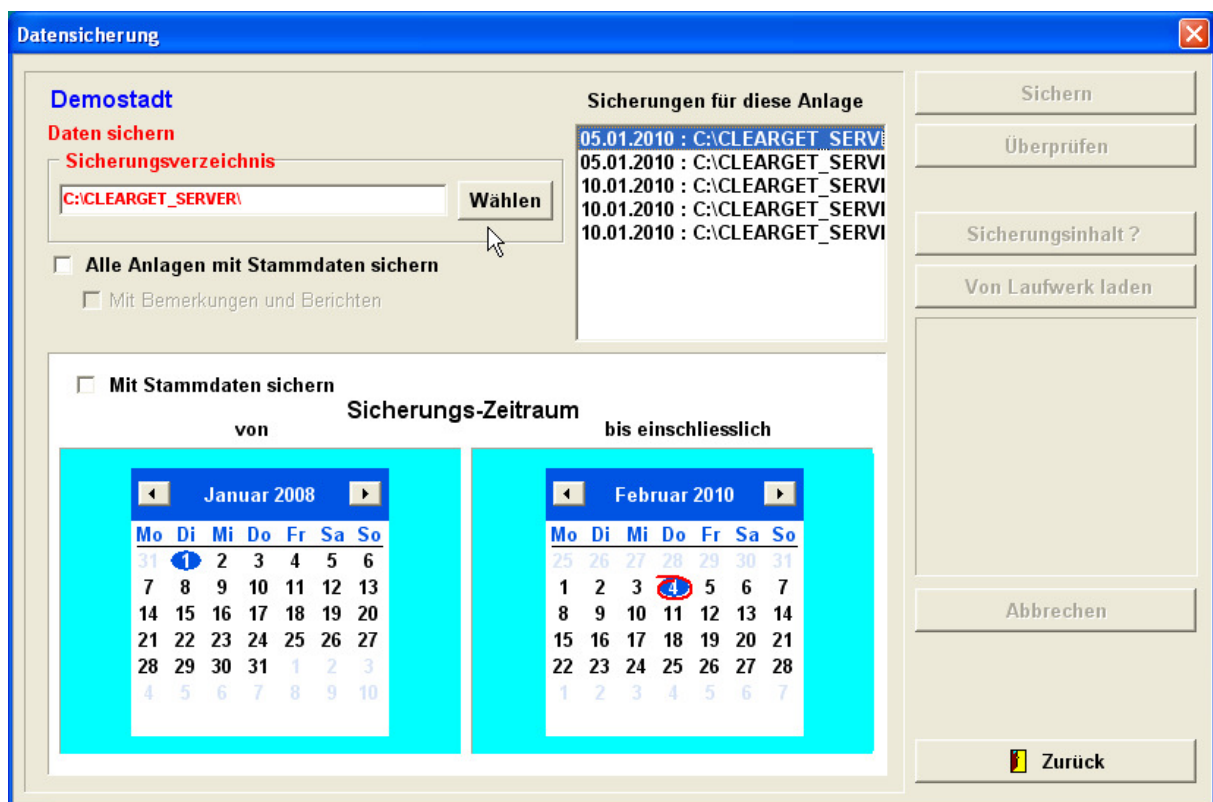 Datensicherung
Demostadt
Daten sichern
Sicherungsverzeichnis
C:\CLEARGET_SERVER\
Wählen
Alle Anlagen mit Stammdaten sichern
Mit Bemerkungen und Berichten
Sicherungen für diese Anlage
05.01.2010 : C:\CLEARGET_SERVI
05.01.2010 : C:\CLEARGET_SERVI
10.01.2010 : C:\CLEARGET_SERVI
10.01.2010 : C:\CLEARGET_SERVI
10.01.2010 : C:\CLEARGET_SERVI
Mit Stammdaten sichern
Sicherungs-Zeitraum
von
Januar 2008
Mo Di Mi Do Fr Sa So
31 1 2 3 4 5 6
7 8 9 10 11 12 13
14 15 16 17 18 19 20
21 22 23 24 25 26 27
28 29 30 31 1 2 3
4 5 6 7 8 9 10
bis einschliesslich
Februar 2010
Mo Di Mi Do Fr Sa So
25 26 27 28 29 30 31
1 2 3 4 5 6 7
8 9 10 11 12 13 14
15 16 17 18 19 20 21
22 23 24 25 26 27 28
1 2 3 4 5 6 7
Sichern
Überprüfen
Sicherungsinhalt ?
Von Laufwerk laden
Abbrechen
Zurück